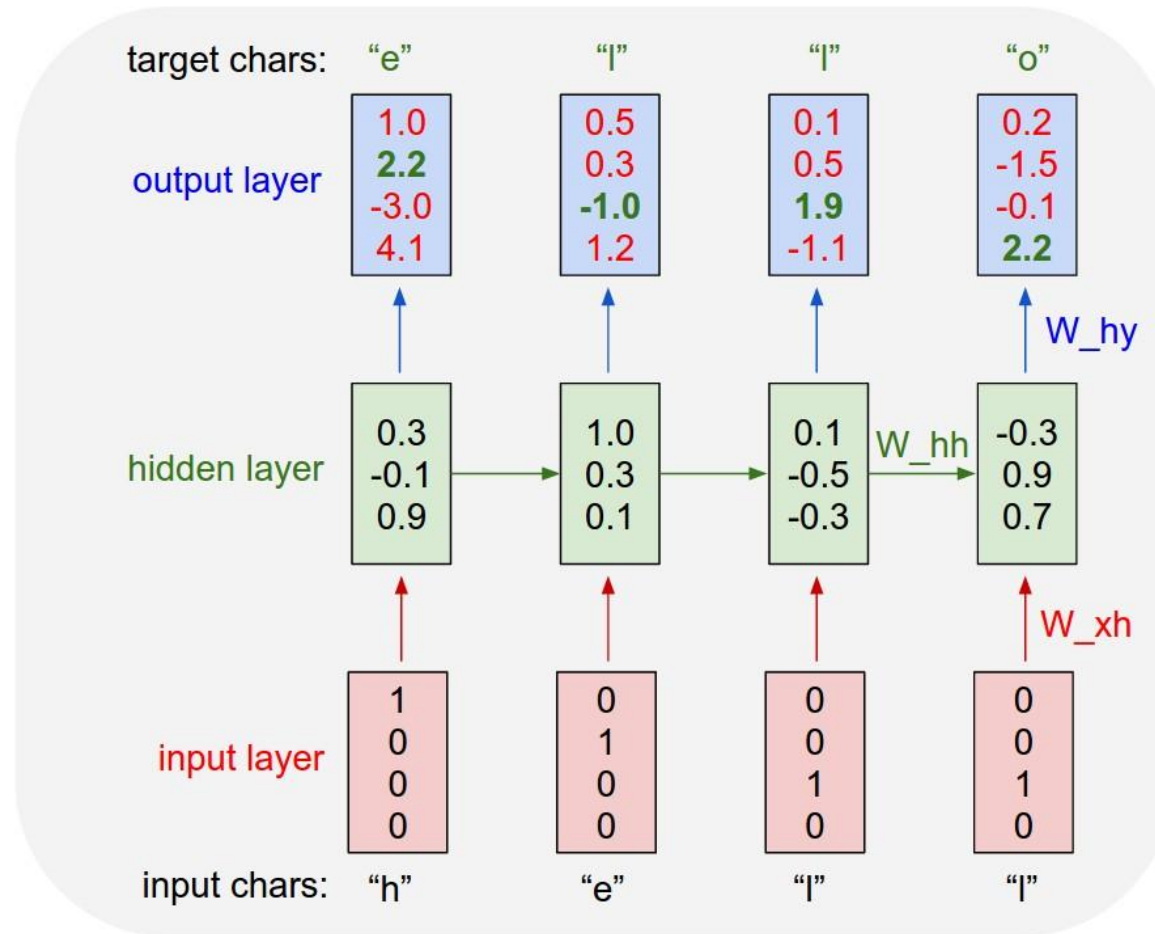 target chars: “e” “l” “l” “o”
output layer
1.0 0.5 0.1 0.2
2.2 0.3 0.5 -1.5
-3.0 -1.0 1.9 -0.1
4.1 1.2 -1.1 2.2
W_hy
hidden layer
0.3 1.0 0.1 -0.3
-0.1 0.3 -0.5 0.9
0.9 0.1 -0.3 0.7
W_hh
W_xh
input layer
1 0 0 0
0 1 0 0
0 0 1 1
0 0 0 0
input chars: “h” “e” “l” “l”